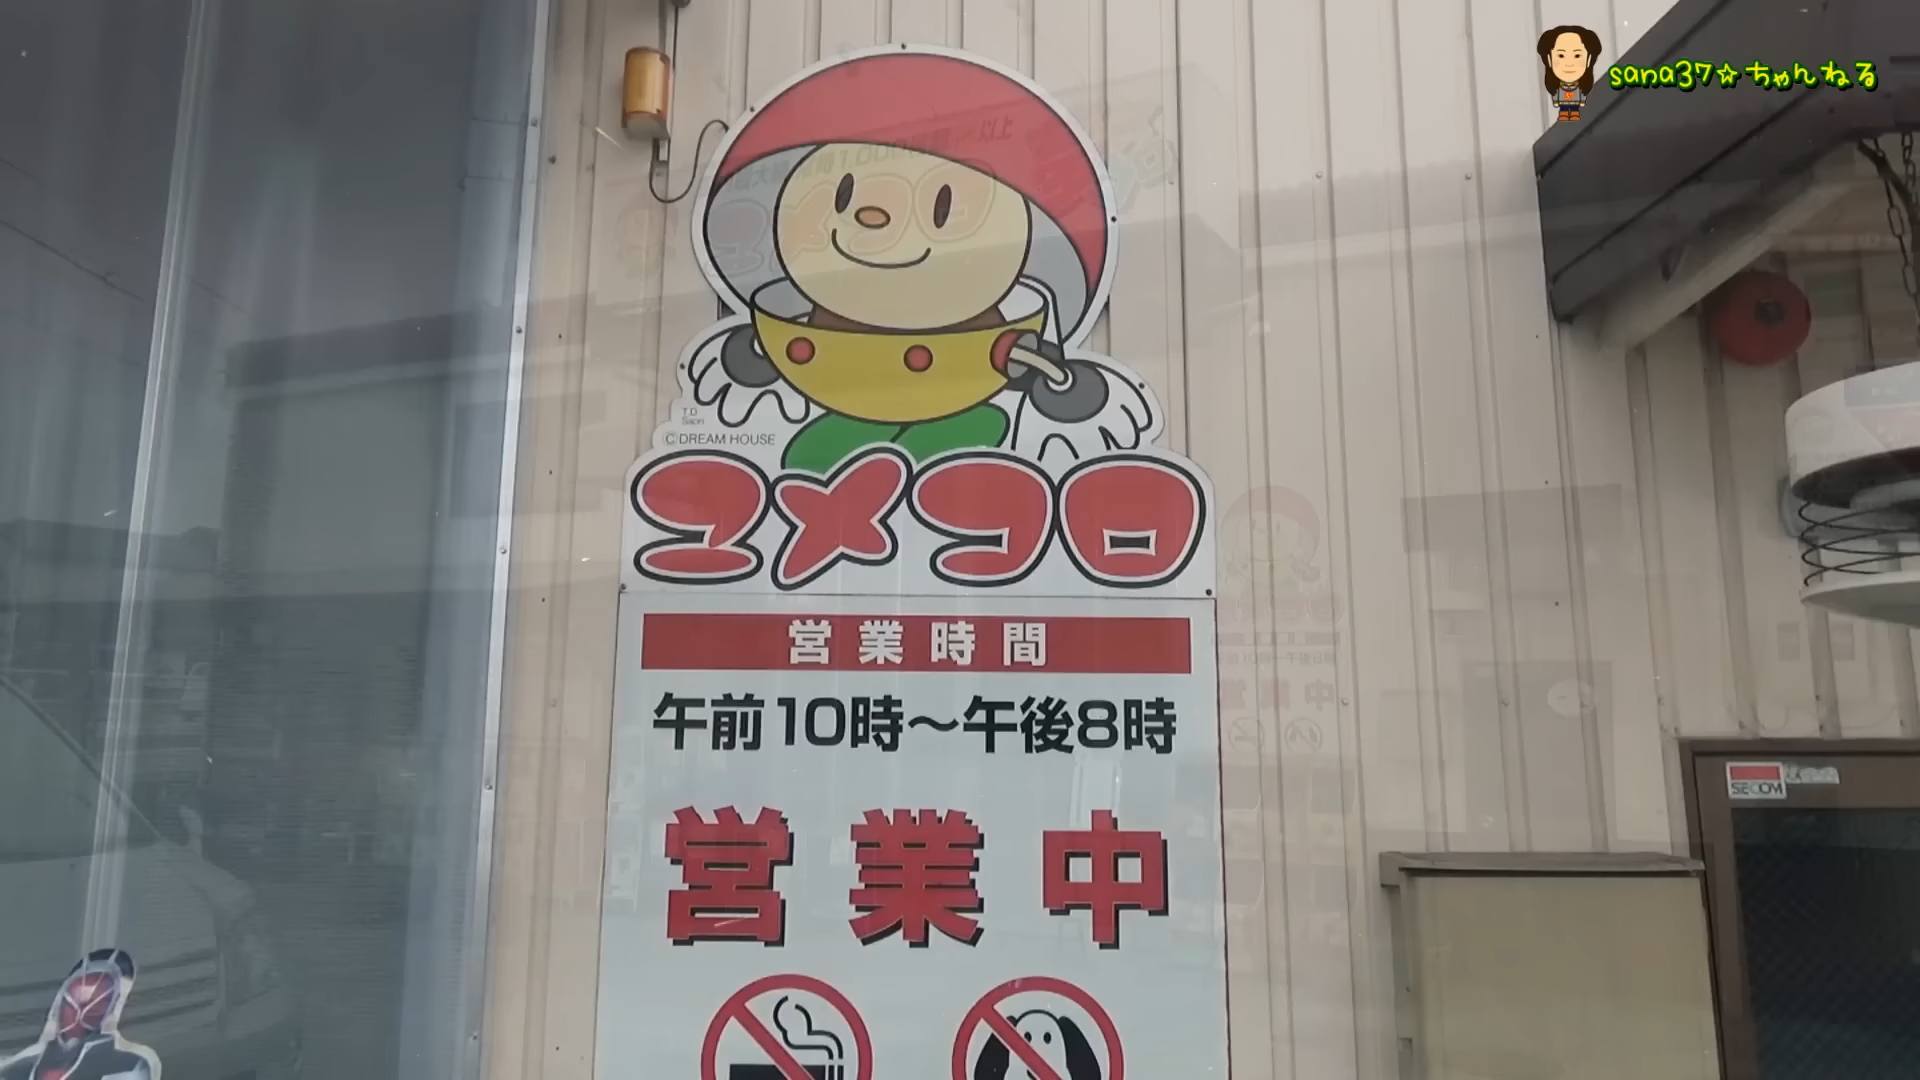 sana37☆ちゃんねる
T.D
Saori
©DREAM HOUSE
ユメコロ
営業時間
午前10時〜午後8時
営業中
SECOM